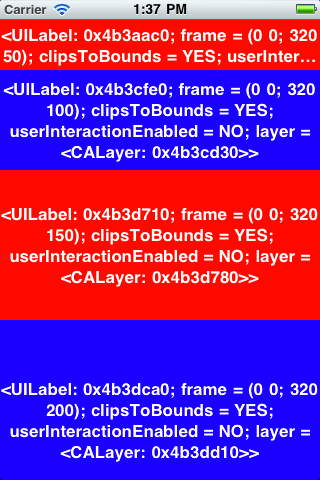 Carrier 1:37 PM
<UILabel: 0x4b3aac0; frame = (0 0; 320
50); clipsToBounds = YES; userInter...
<UILabel: 0x4b3cfe0; frame = (0 0; 320
100); clipsToBounds = YES;
userInteractionEnabled = NO; layer =
<CALayer: 0x4b3cd30>>
<UILabel: 0x4b3d710; frame = (0 0; 320
150); clipsToBounds = YES;
userInteractionEnabled = NO; layer =
<CALayer: 0x4b3d780>>
<UILabel: 0x4b3dca0; frame = (0 0; 320
200); clipsToBounds = YES;
userInteractionEnabled = NO; layer =
<CALayer: 0x4b3dd10>>